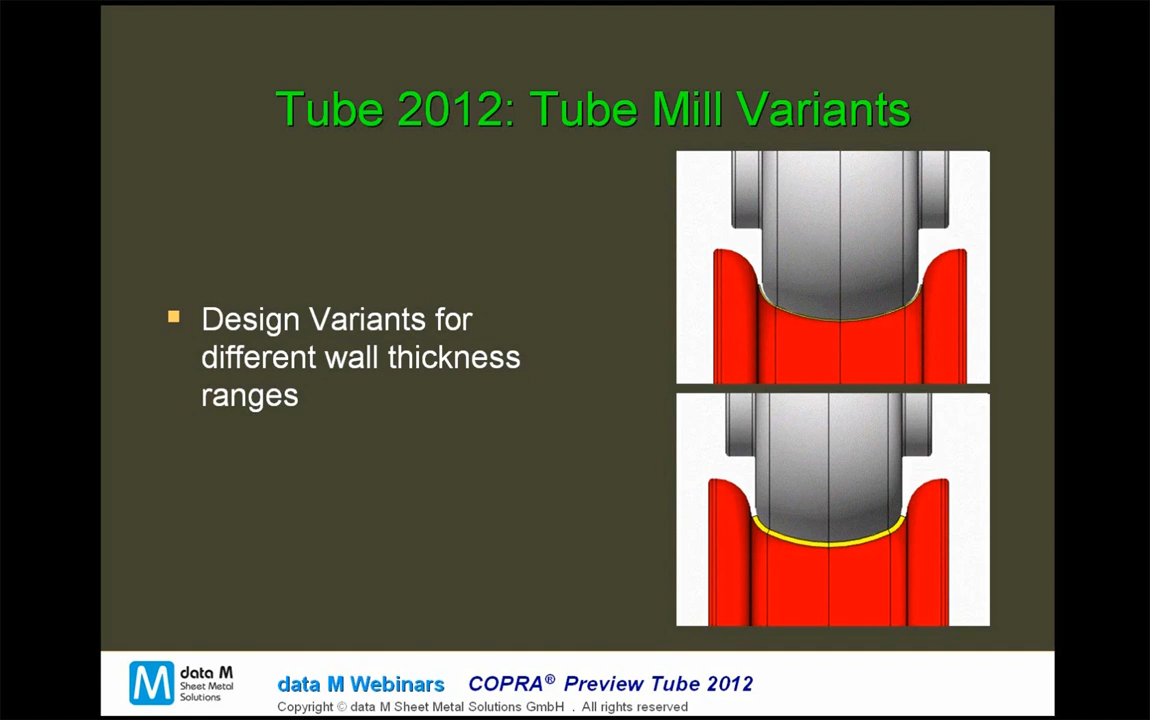 Tube 2012: Tube Mill Variants
Design Variants for
different wall thickness
ranges
M
data M
Sheet Metal
Solutions
data M Webinars COPRA® Preview Tube 2012
Copyright © data M Sheet Metal Solutions GmbH . All rights reserved